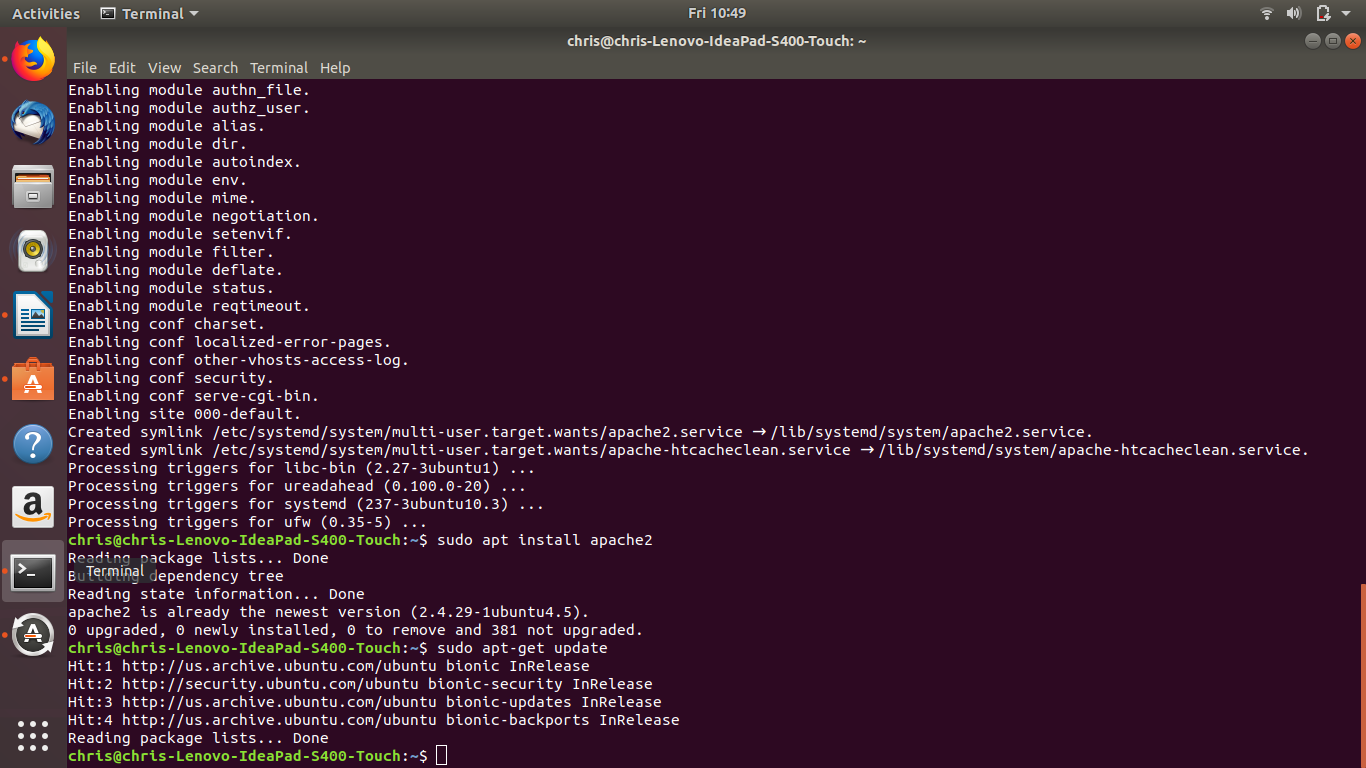 Activities Terminal Fri 10:49
chris@chris-Lenovo-IdeaPad-S400-Touch: ~
File Edit View Search Terminal Help
Enabling module authn_file.
Enabling module authz_user.
Enabling module alias.
Enabling module dir.
Enabling module autoindex.
Enabling module env.
Enabling module mime.
Enabling module negotiation.
Enabling module setenvif.
Enabling module filter.
Enabling module deflate.
Enabling module status.
Enabling module reqtimeout.
Enabling conf charset.
Enabling conf localized-error-pages.
Enabling conf other-vhosts-access-log.
Enabling conf security.
Enabling conf serve-cgi-bin.
Enabling site 000-default.
Created symlink /etc/systemd/system/multi-user.target.wants/apache2.service → /lib/systemd/system/apache2.service.
Created symlink /etc/systemd/system/multi-user.target.wants/apache-htcacheclean.service → /lib/systemd/system/apache-htcacheclean.service.
Processing triggers for libc-bin (2.27-3ubuntu1) ...
Processing triggers for ureadahead (0.100.0-20) ...
Processing triggers for systemd (237-3ubuntu10.3) ...
Processing triggers for ufw (0.35-5) ...
chris@chris-Lenovo-IdeaPad-S400-Touch:~$ sudo apt install apache2
Reading package lists... Done
Building dependency tree
Terminal
Reading state information... Done
apache2 is already the newest version (2.4.29-1ubuntu4.5).
0 upgraded, 0 newly installed, 0 to remove and 381 not upgraded.
chris@chris-Lenovo-IdeaPad-S400-Touch:~$ sudo apt-get update
Hit:1 http://us.archive.ubuntu.com/ubuntu bionic InRelease
Hit:2 http://security.ubuntu.com/ubuntu bionic-security InRelease
Hit:3 http://us.archive.ubuntu.com/ubuntu bionic-updates InRelease
Hit:4 http://us.archive.ubuntu.com/ubuntu bionic-backports InRelease
Reading package lists... Done
chris@chris-Lenovo-IdeaPad-S400-Touch:~$